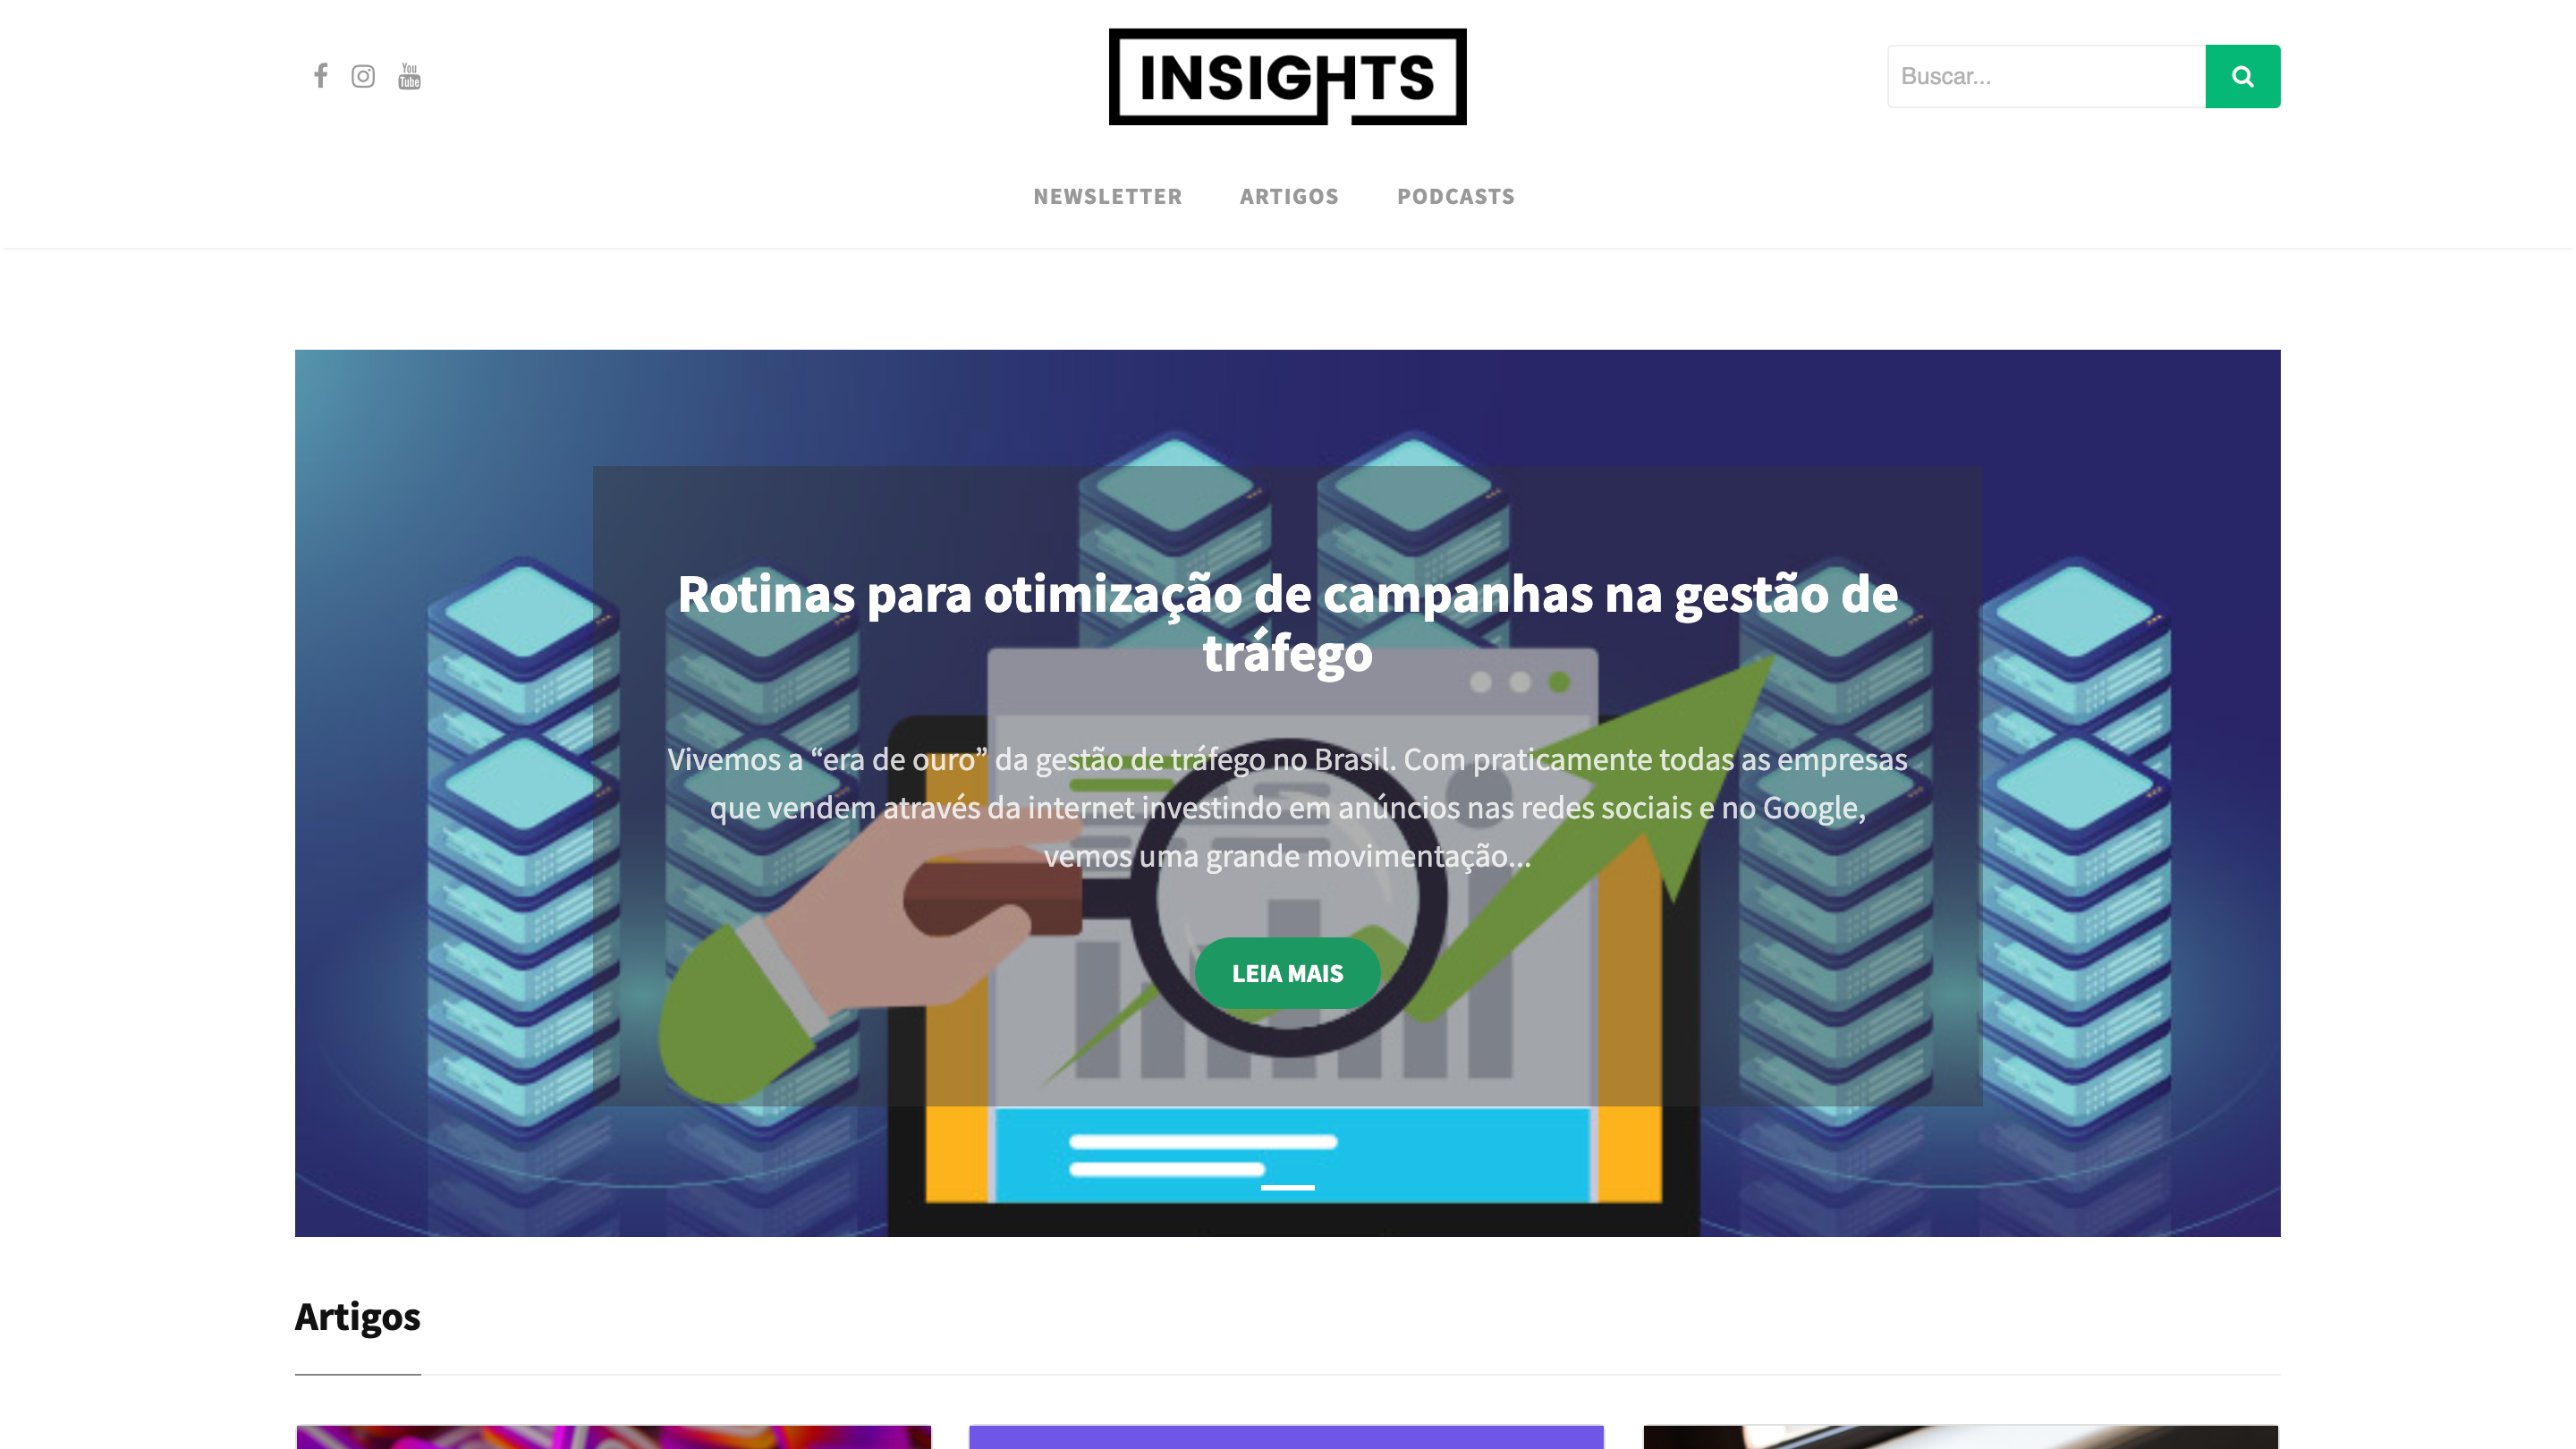 You
Tube
INSIGHTS
Buscar...
NEWSLETTER ARTIGOS PODCASTS
Rotinas para otimização de campanhas na gestão de
tráfego
Vivemos a “era de ouro” da gestão de tráfego no Brasil. Com praticamente todas as empresas
que vendem através da internet investindo em anúncios nas redes sociais e no Google,
vemos uma grande movimentação...
LEIA MAIS
Artigos